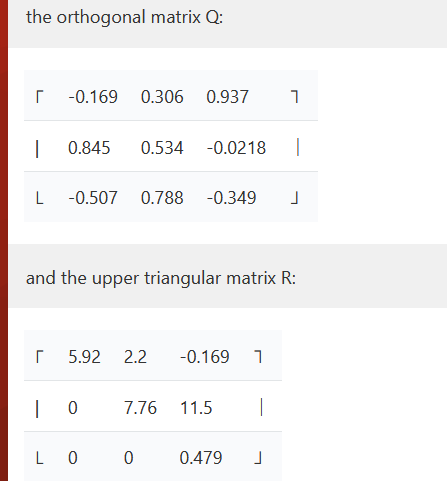 the orthogonal matrix Q:
⎡ -0.169 0.306 0.937 ⎤
| 0.845 0.534 -0.0218 |
⎣ -0.507 0.788 -0.349 ⎦
and the upper triangular matrix R:
⎡ 5.92 2.2 -0.169 ⎤
| 0 7.76 11.5 |
⎣ 0 0 0.479 ⎦